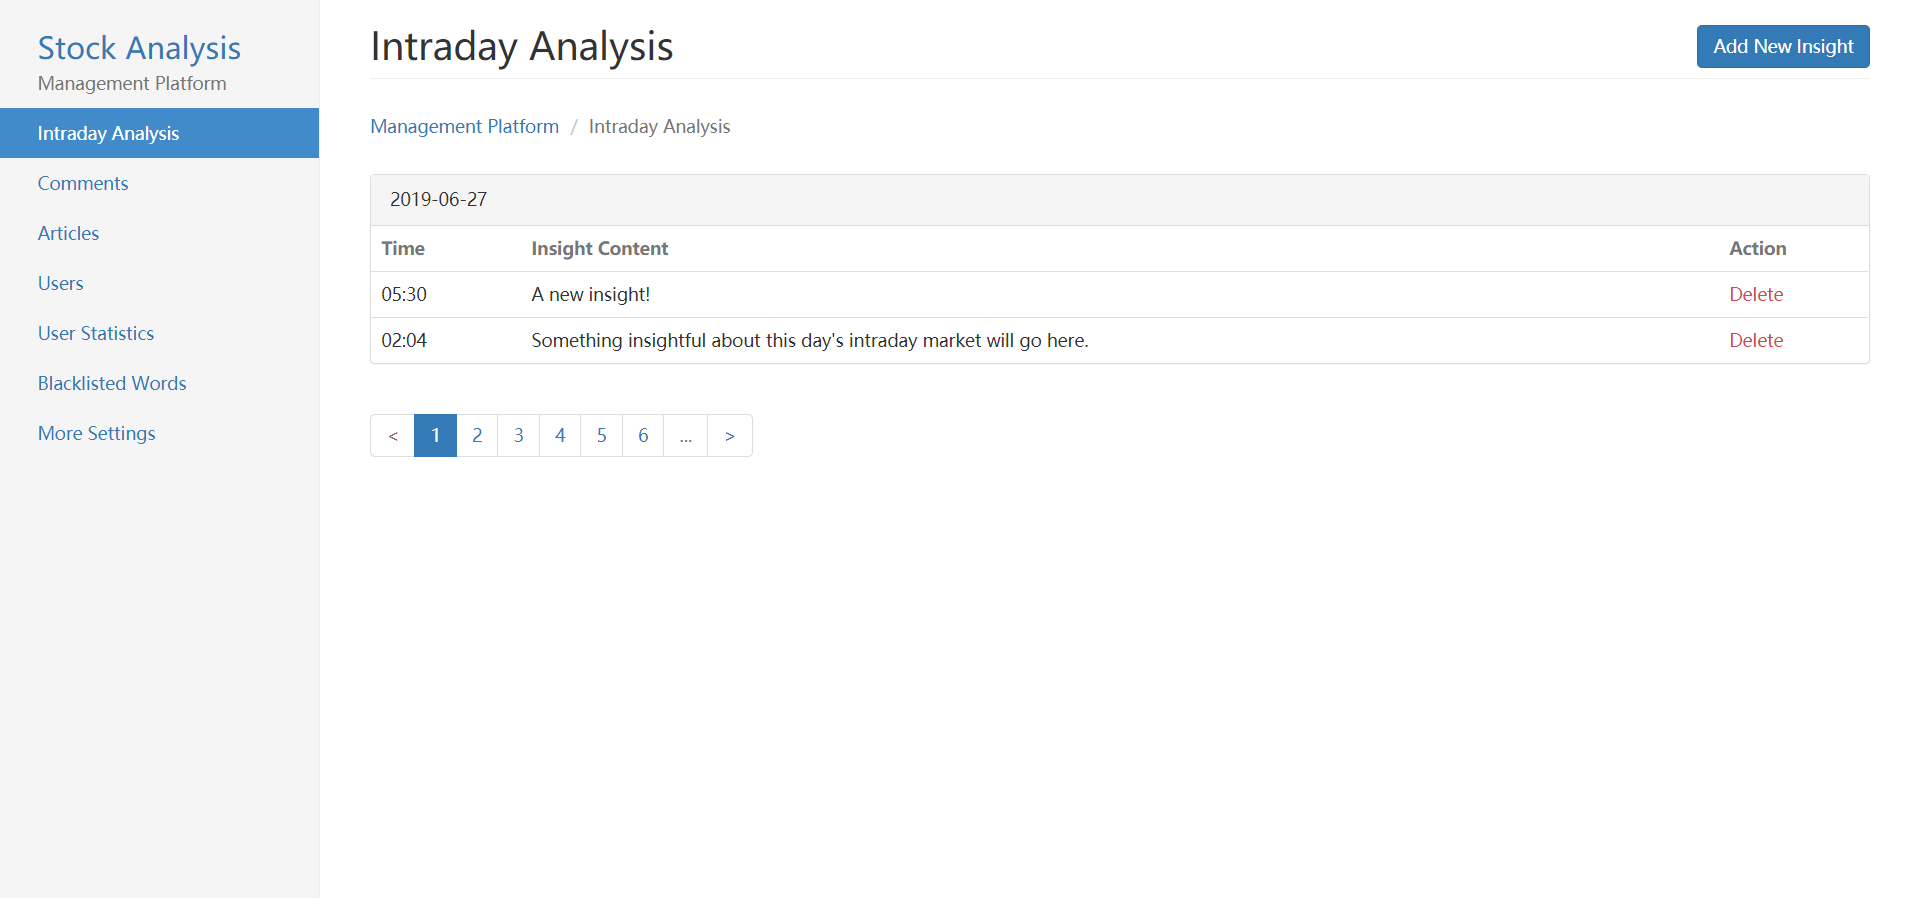 Stock Analysis
Management Platform
Intraday Analysis
Comments
Articles
Users
User Statistics
Blacklisted Words
More Settings
Intraday Analysis
Add New Insight
Management Platform / Intraday Analysis
2019-06-27
Time Insight Content Action
05:30 A new insight! Delete
02:04 Something insightful about this day's intraday market will go here. Delete
< 1 2 3 4 5 6 ... >